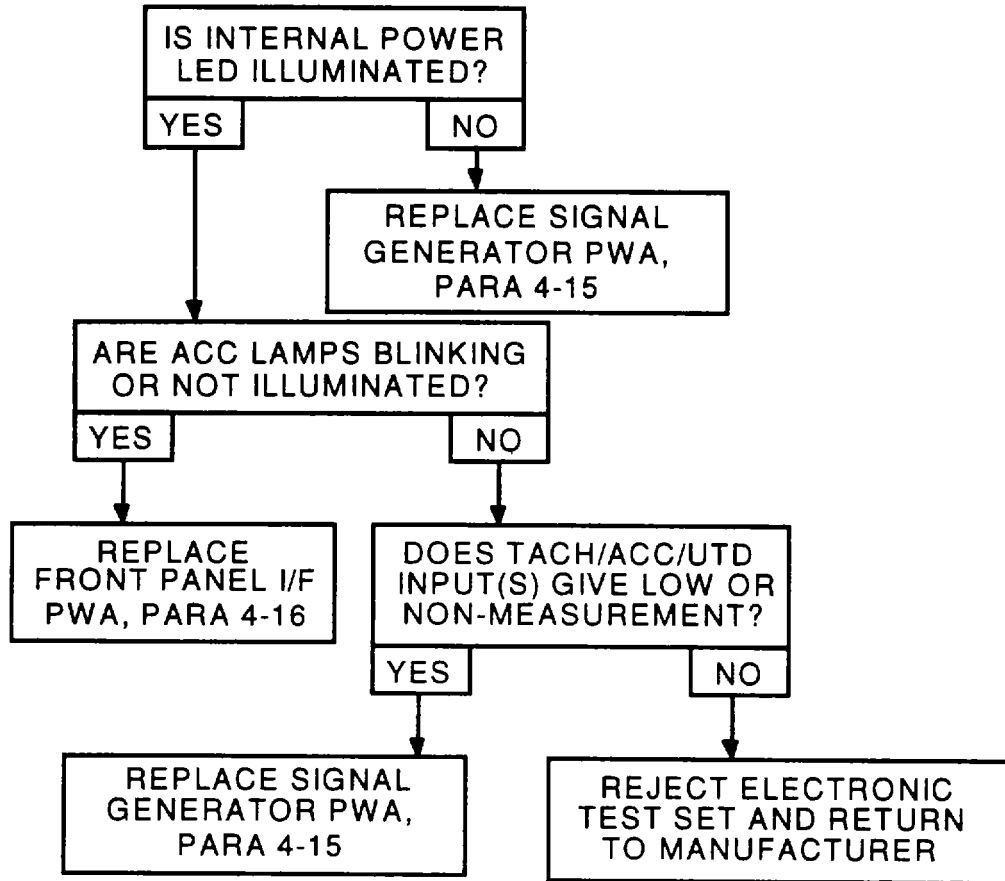 IS INTERNAL POWER
LED ILLUMINATED?
YES
NO
REPLACE SIGNAL
GENERATOR PWA,
PARA 4-15
ARE ACC LAMPS BLINKING
OR NOT ILLUMINATED?
YES
NO
REPLACE
FRONT PANEL I/F
PWA, PARA 4-16
DOES TACH/ACC/UTD
INPUT(S) GIVE LOW OR
NON-MEASUREMENT?
YES
NO
REPLACE SIGNAL
GENERATOR PWA,
PARA 4-15
REJECT ELECTRONIC
TEST SET AND RETURN
TO MANUFACTURER